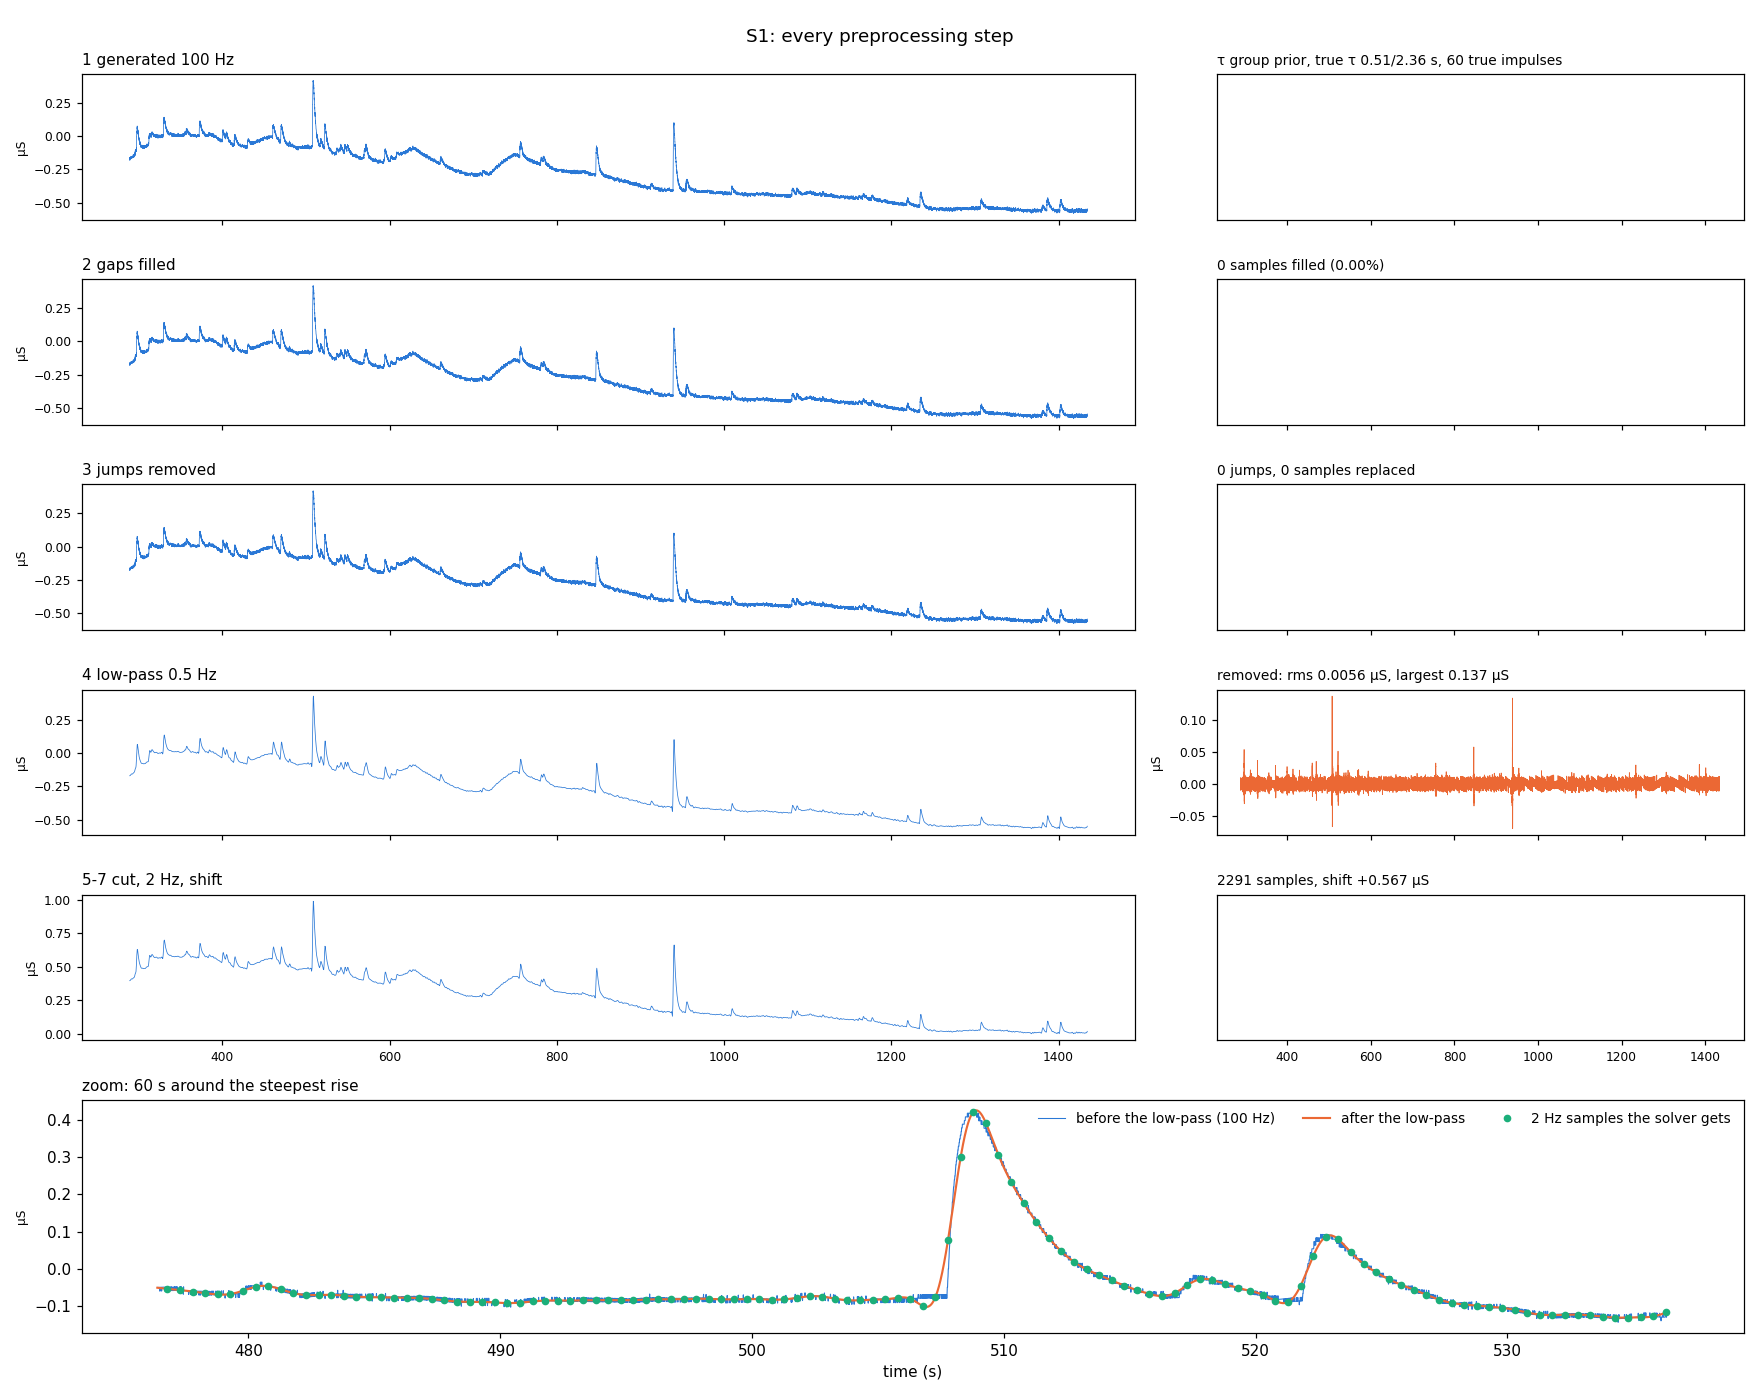 S1: every preprocessing step
1 generated 100 Hz
τ group prior, true τ 0.51/2.36 s, 60 true impulses
0.25
0.00
−0.25
−0.50
µS
2 gaps filled
0 samples filled (0.00%)
0.25
0.00
−0.25
−0.50
µS
3 jumps removed
0 jumps, 0 samples replaced
0.25
0.00
−0.25
−0.50
µS
4 low-pass 0.5 Hz
removed: rms 0.0056 µS, largest 0.137 µS
0.25
0.00
−0.25
−0.50
µS
0.10
0.05
0.00
−0.05
µS
5-7 cut, 2 Hz, shift
2291 samples, shift +0.567 µS
1.00
0.75
0.50
0.25
0.00
µS
400 600 800 1000 1200 1400
400 600 800 1000 1200 1400
zoom: 60 s around the steepest rise
before the low-pass (100 Hz) after the low-pass 2 Hz samples the solver gets
0.4
0.3
0.2
0.1
0.0
−0.1
µS
480 490 500 510 520 530
time (s)